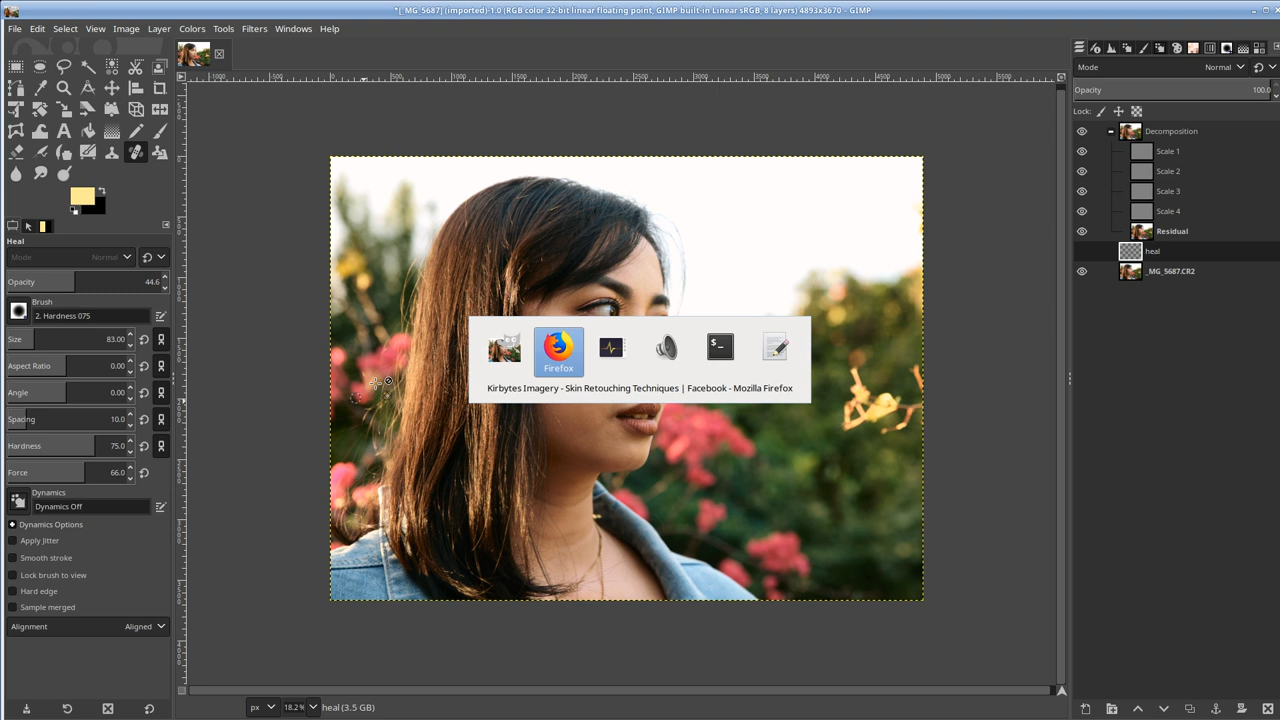 *[_MG_5687] (imported)-1.0 (RGB color 32-bit linear floating point, GIMP built-in Linear sRGB, 8 layers) 4893x3670 – GIMP
File Edit Select View Image Layer Colors Tools Filters Windows Help
Mode Normal
Opacity 100.0
Lock:
Decomposition
Scale 1
Scale 2
Scale 3
Scale 4
Residual
heal
_MG_5687.CR2
Heal
Mode Normal
Opacity 44.6
Brush
2. Hardness 075
Size 83.00
Aspect Ratio 0.00
Angle 0.00
Spacing 10.0
Hardness 75.0
Force 66.0
Dynamics
Dynamics Off
Dynamics Options
Apply Jitter
Smooth stroke
Lock brush to view
Hard edge
Sample merged
Alignment Aligned
$_
Firefox
Kirbytes Imagery - Skin Retouching Techniques | Facebook - Mozilla Firefox
px 18.2% heal (3.5 GB)